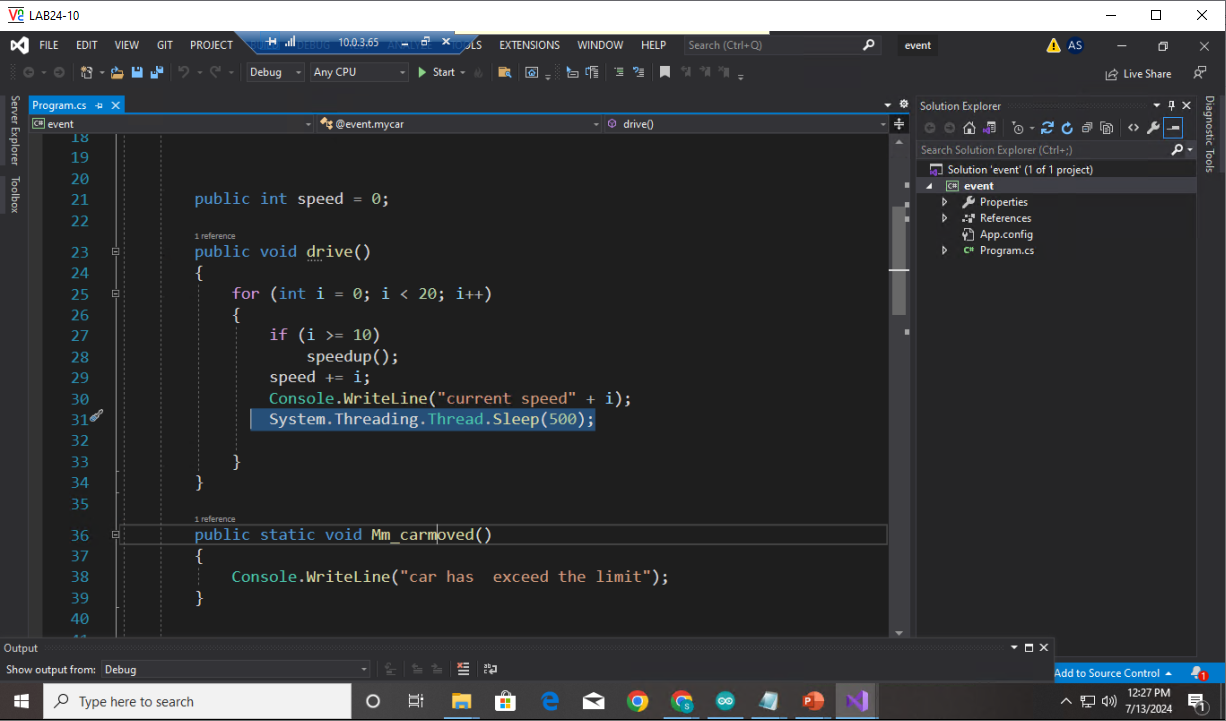 LAB24-10
FILE EDIT VIEW GIT PROJECT 10.0.3.65 EXTENSIONS WINDOW HELP Search (Ctrl+Q) event AS
Debug Any CPU Start Live Share
Server Explorer
Toolbox
Program.cs
event @event.mycar drive()
18
19
20
21 public int speed = 0;
22
1 reference
23 public void drive()
24 {
25 for (int i = 0; i < 20; i++)
26 {
27 if (i >= 10)
28 speedup();
29 speed += i;
30 Console.WriteLine("current speed" + i);
31 System.Threading.Thread.Sleep(500);
32
33 }
34 }
35
1 reference
36 public static void Mm_carmoved()
37 {
38 Console.WriteLine("car has  exceed the limit");
39 }
40
Solution Explorer
Search Solution Explorer (Ctrl+;)
Solution 'event' (1 of 1 project)
C# event
Properties
References
App.config
C# Program.cs
Diagnostic Tools
Output
Show output from: Debug
Add to Source Control 1
Type here to search
12:27 PM
7/13/2024
1